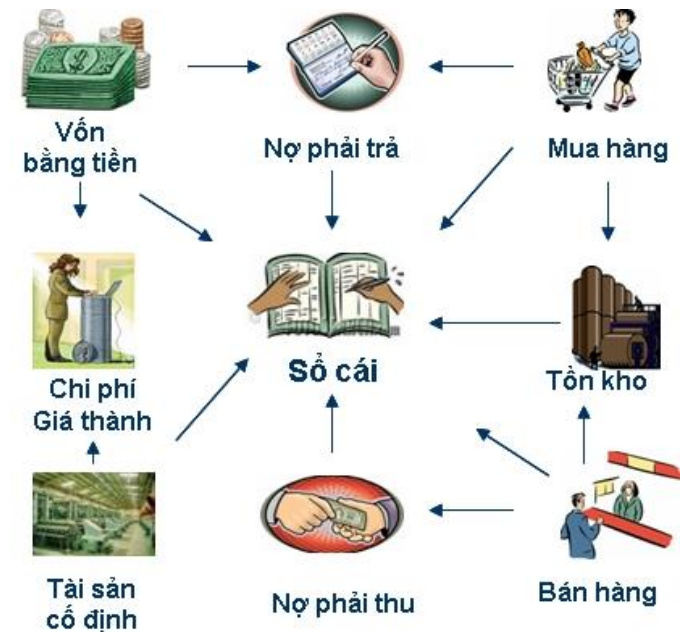 Vốn
bằng tiền
Nợ phải trả
Mua hàng
Chi phí
Giá thành
Sổ cái
Tồn kho
Tài sản
cố định
Nợ phải thu
Bán hàng